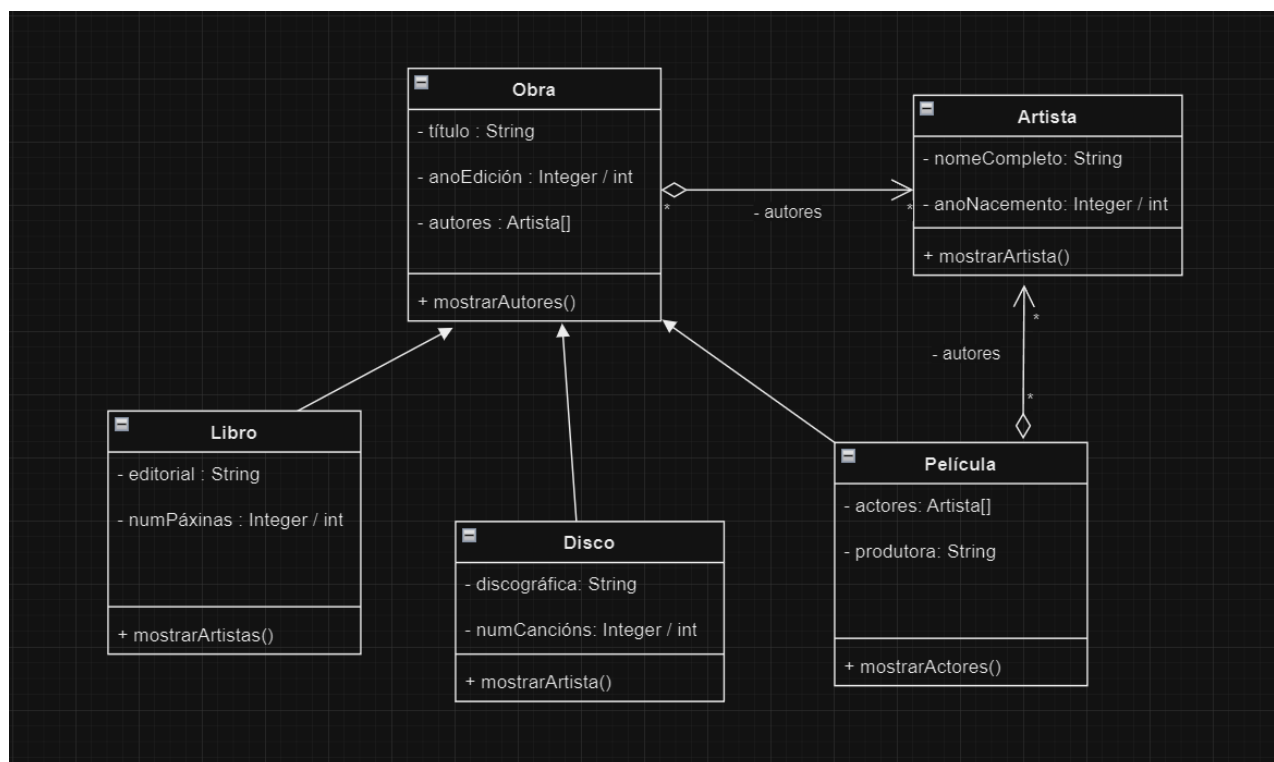 Obra
- título : String
- anoEdición : Integer / int
- autores : Artista[]
+ mostrarAutores()
*
- autores
*
Artista
- nomeCompleto: String
- anoNacemento: Integer / int
+ mostrarArtista()
*
- autores
*
Libro
- editorial : String
- numPáxinas : Integer / int
+ mostrarArtistas()
Disco
- discográfica: String
- numCancións: Integer / int
+ mostrarArtista()
Película
- actores: Artista[]
- produtora: String
+ mostrarActores()